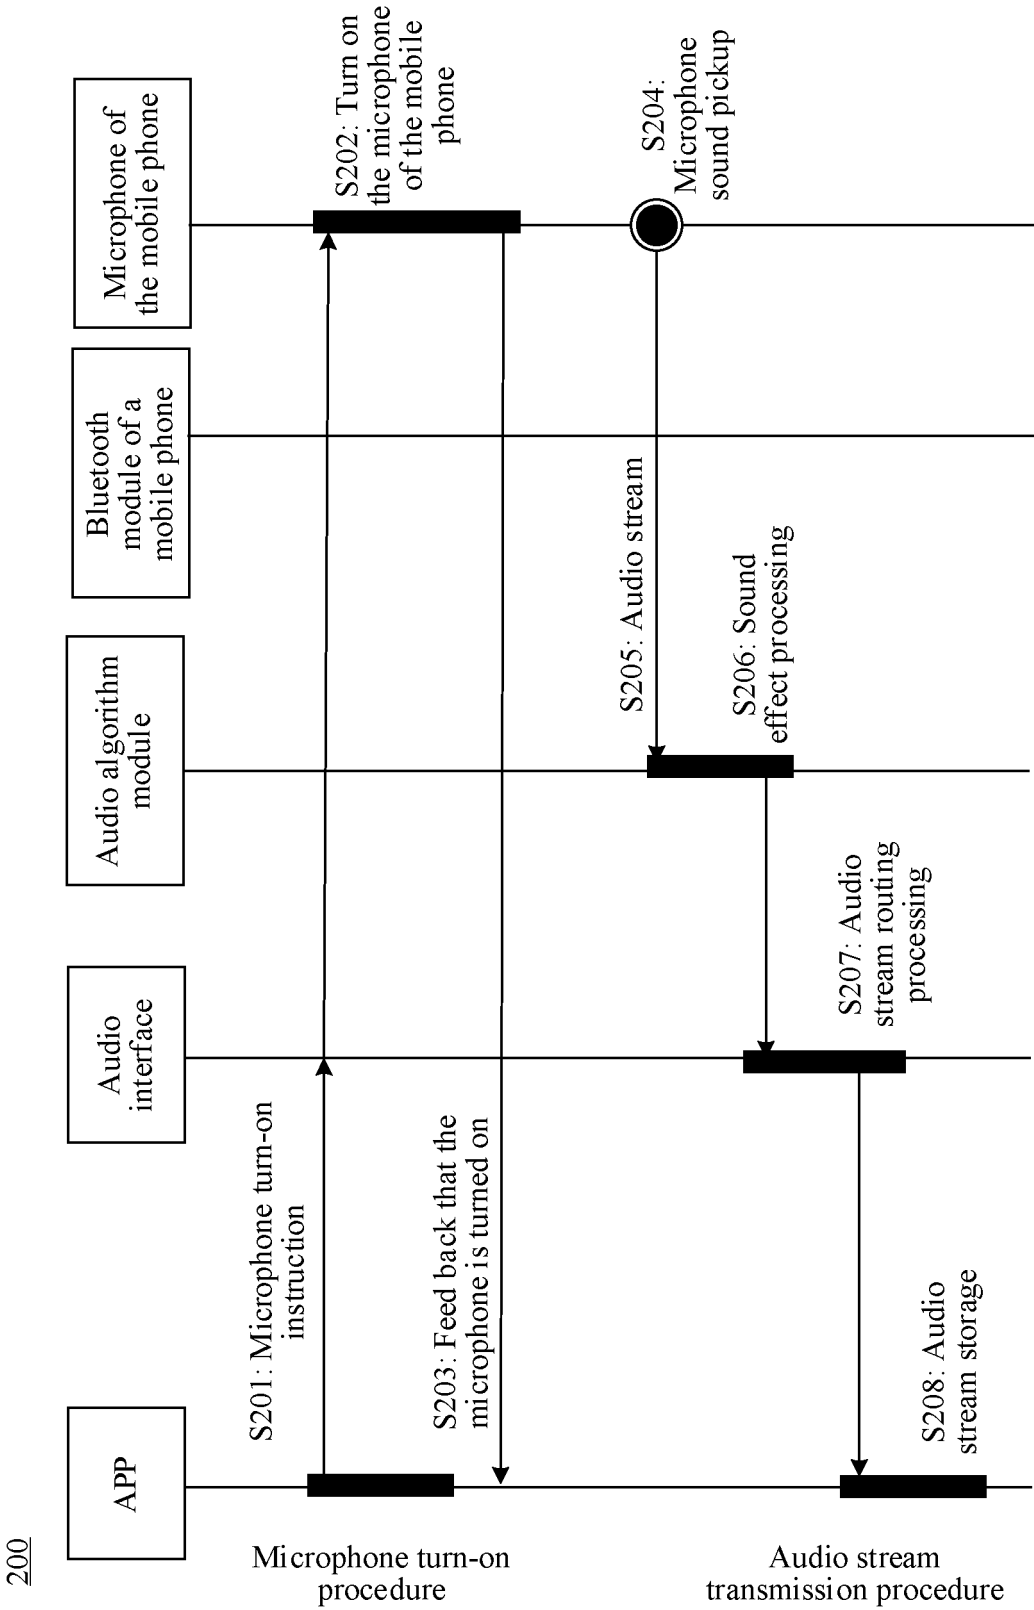 200
APP
Audio
interface
Audio algorithm
module
Bluetooth
module of a
mobile phone
Microphone of
the mobile phone
Microphone turn-on
procedure
S201: Microphone turn-on
instruction
S202: Turn on
the microphone
of the mobile
phone
S203: Feed back that the
microphone is turned on
Audio stream
transmission procedure
S204:
Microphone
sound pickup
S205: Audio stream
S206: Sound
effect processing
S207: Audio
stream routing
processing
S208: Audio
stream storage